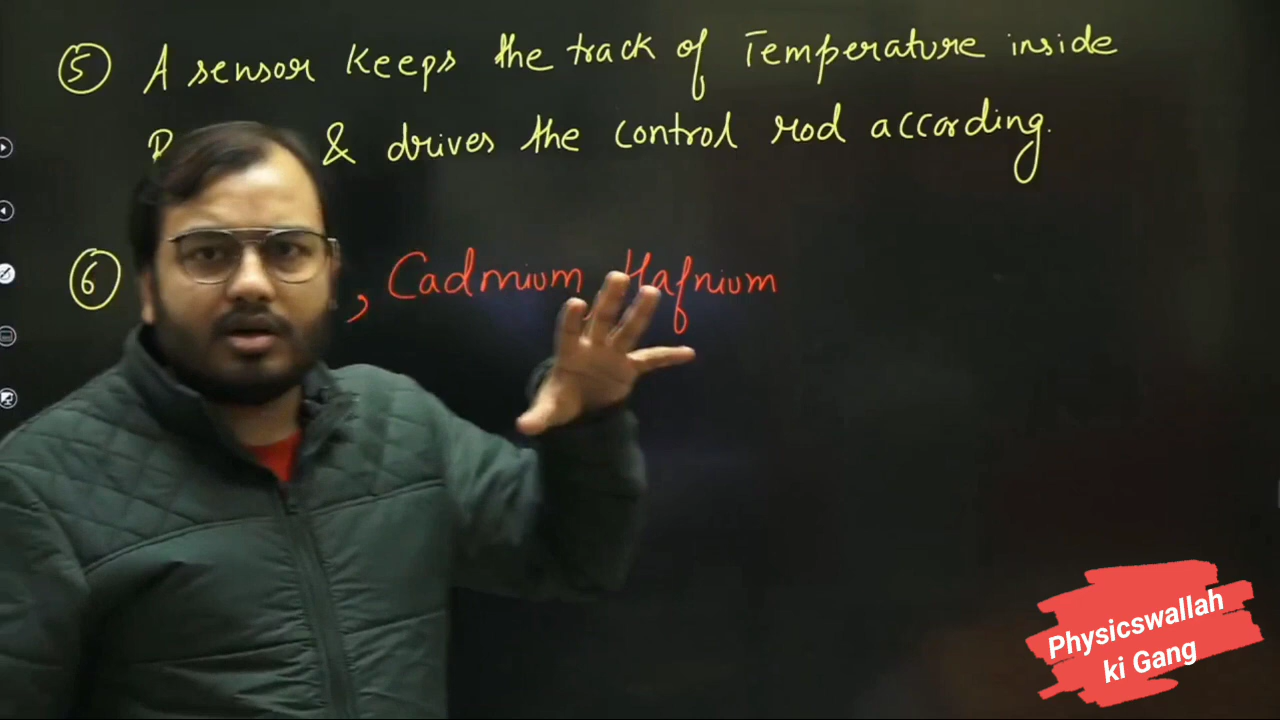 ⑤ A sensor keeps the track of Temperature inside
& drives the control rod according.
⑥ , Cadmium Hafnium
Physicswallah
ki Gang